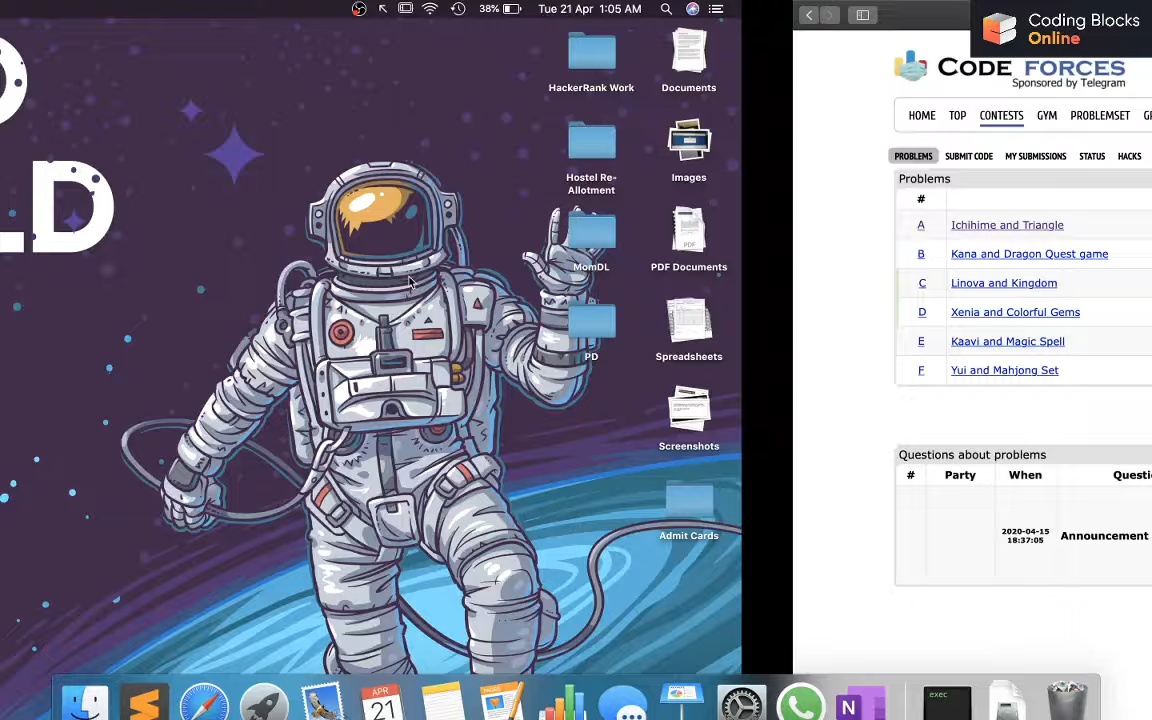 38% Tue 21 Apr 1:05 AM
LD
HackerRank Work
Documents
Hostel Re-
Allotment
Images
MomDL
PDF
PDF Documents
PD
Spreadsheets
Screenshots
Admit Cards
APR
21
PAGES
N
exec
Coding Blocks
Online
CODE FORCES
Sponsored by Telegram
HOME TOP CONTESTS GYM PROBLEMSET
PROBLEMS SUBMIT CODE MY SUBMISSIONS STATUS HACKS
Problems
#
A Ichihime and Triangle
B Kana and Dragon Quest game
C Linova and Kingdom
D Xenia and Colorful Gems
E Kaavi and Magic Spell
F Yui and Mahjong Set
Questions about problems
# Party When Questi
2020-04-15
18:37:05
Announcement